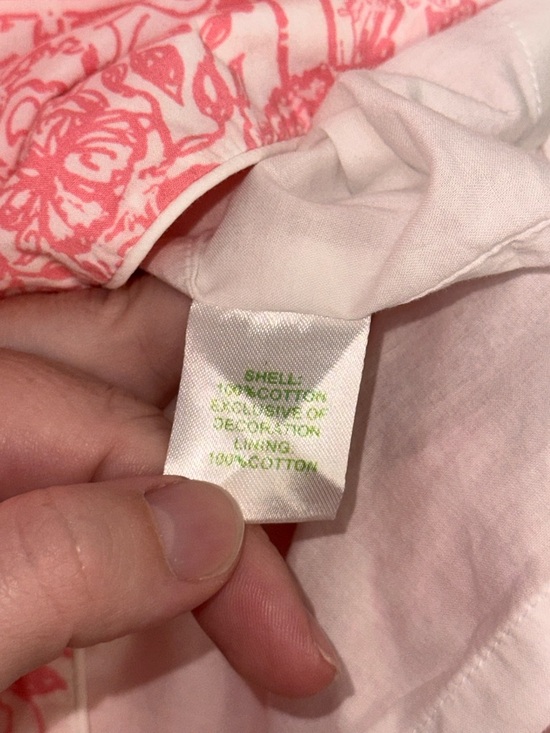 SHELL:
100%COTTON
EXCLUSIVE OF
DECORATION
LINING:
100%COTTON